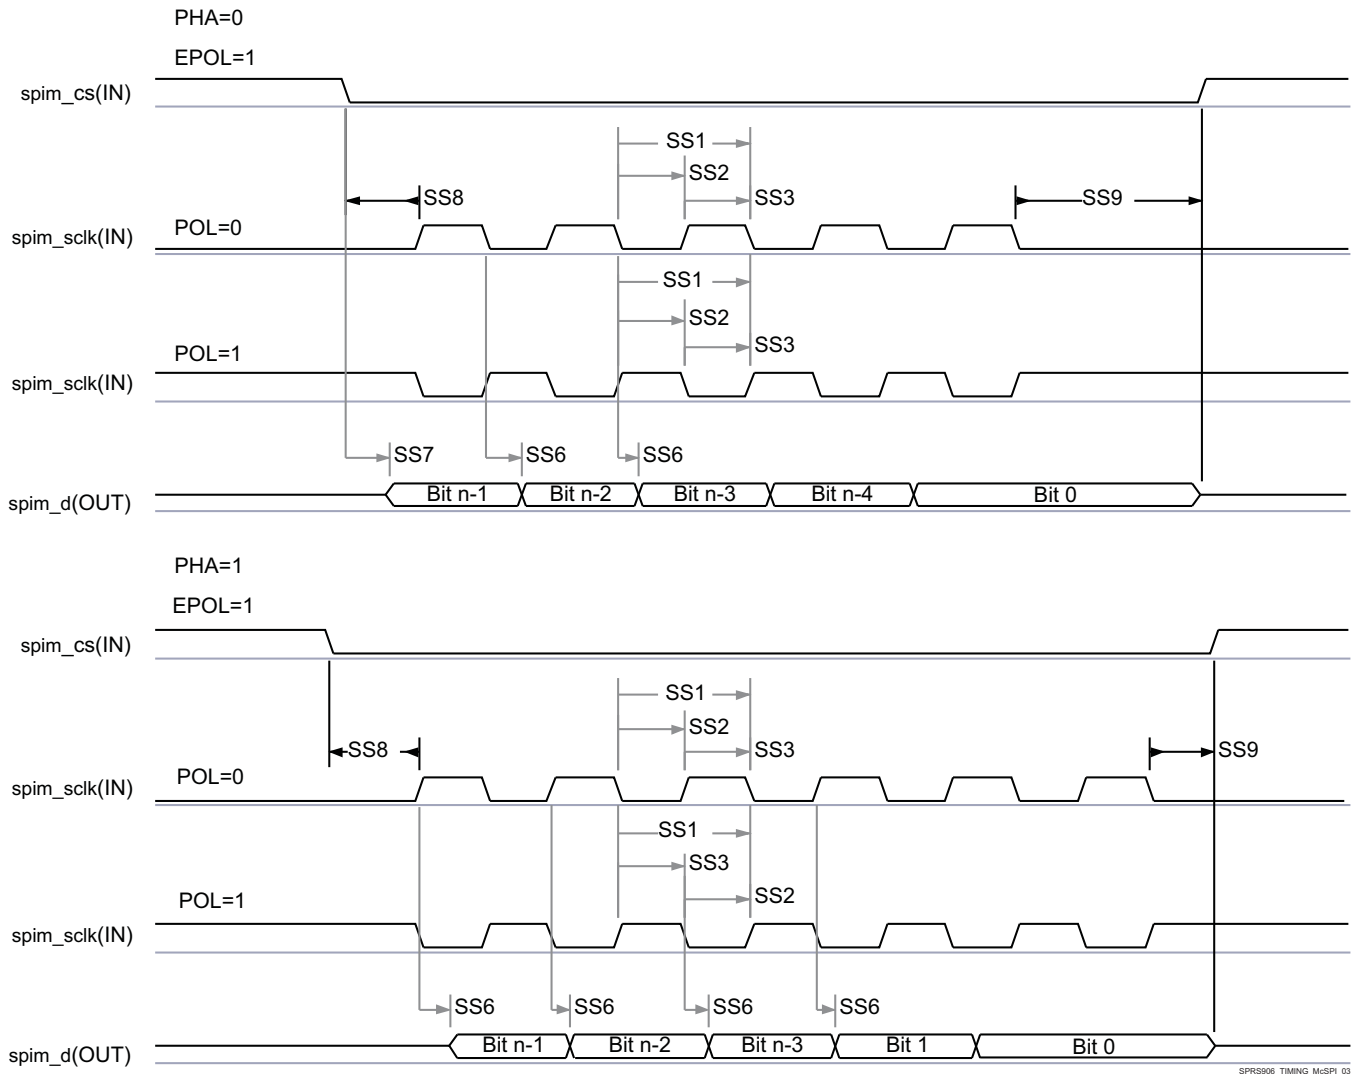 PHA=0
EPOL=1
spim_cs(IN)
SS1
SS2
SS8
SS3
SS9
POL=0
spim_sclk(IN)
SS1
SS2
SS3
POL=1
spim_sclk(IN)
SS7
SS6
SS6
spim_d(OUT)
Bit n-1
Bit n-2
Bit n-3
Bit n-4
Bit 0
PHA=1
EPOL=1
spim_cs(IN)
SS1
SS2
SS8
SS3
SS9
POL=0
spim_sclk(IN)
SS1
SS3
SS2
POL=1
spim_sclk(IN)
SS6
SS6
SS6
SS6
spim_d(OUT)
Bit n-1
Bit n-2
Bit n-3
Bit 1
Bit 0
SPRS906_TIMING_McSPI_03